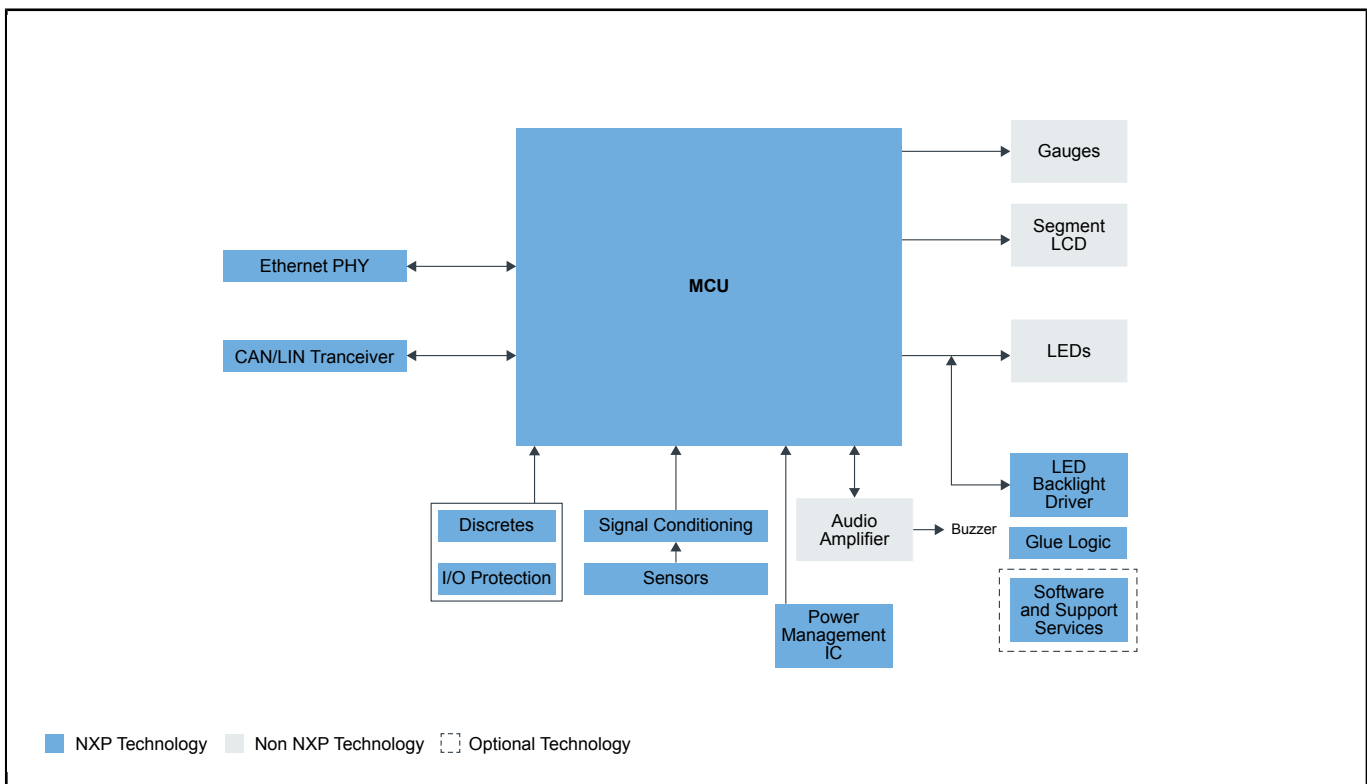 Gauges
Segment
LCD
Ethernet PHY
MCU
CAN/LIN Tranceiver
LEDs
LED
Backlight
Driver
Discretes
Signal Conditioning
Audio
Amplifier
Buzzer
Glue Logic
I/O Protection
Sensors
Power
Management
IC
Software
and Support
Services
NXP Technology
Non NXP Technology
Optional Technology